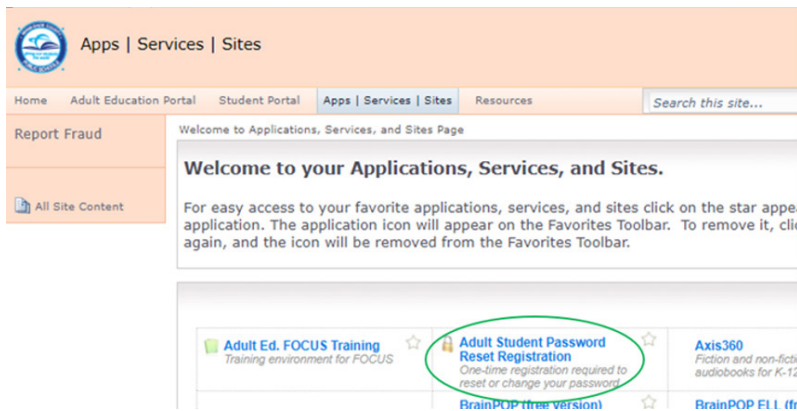 Apps | Services | Sites
Home Adult Education Portal Student Portal Apps | Services | Sites Resources Search this site...
Report Fraud
All Site Content
Welcome to Applications, Services, and Sites Page
Welcome to your Applications, Services, and Sites.
For easy access to your favorite applications, services, and sites click on the star appe
application. The application icon will appear on the Favorites Toolbar. To remove it, clic
again, and the icon will be removed from the Favorites Toolbar.
Adult Ed. FOCUS Training
Training environment for FOCUS
Adult Student Password
Reset Registration
One-time registration required to
reset or change your password
Axis360
Fiction and non-ficti
audiobooks for K-12
BrainPOP (free version)
BrainPOP ELL (fr